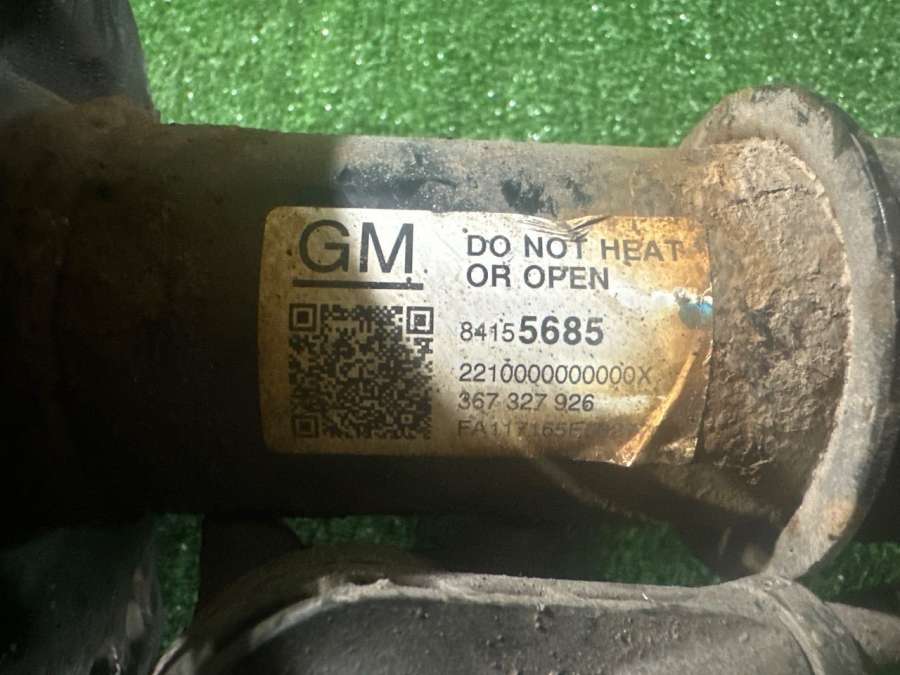 GM
DO NOT HEAT
OR OPEN
84155685
2210000000000X
367 327 926